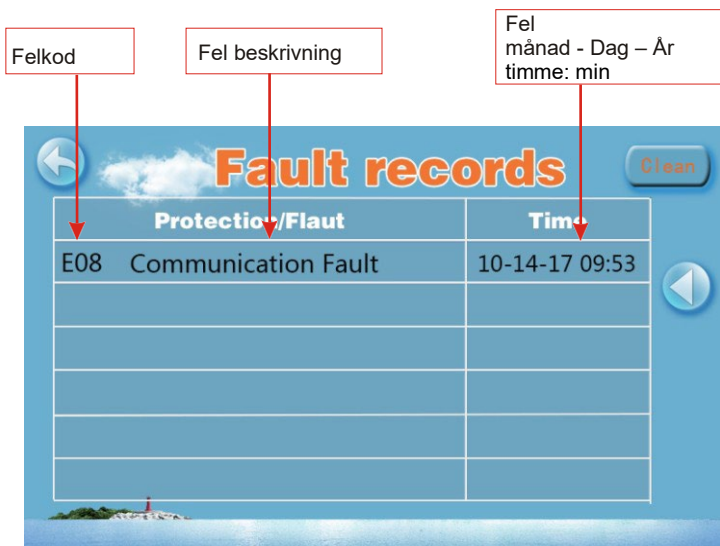 Felkod
Fel beskrivning
Fel
månad - Dag – År
timme: min
Fault records
Clean
Protection/Flaut
Time
E08 Communication Fault
10-14-17 09:53